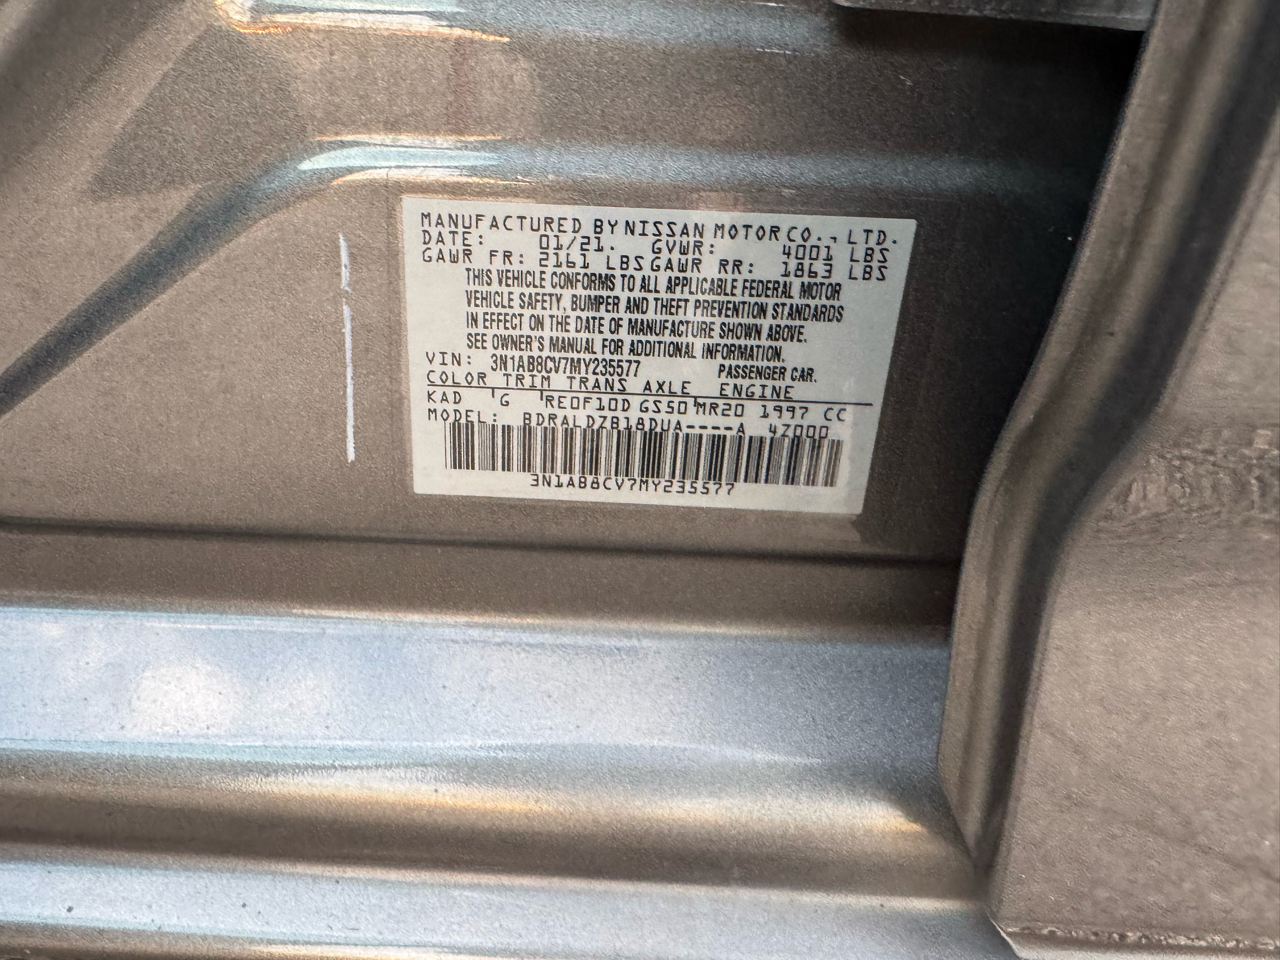 MANUFACTURED BY NISSAN MOTOR CO., LTD.
DATE: 01/21. GVWR: 4001 LBS
GAWR FR: 2161 LBS GAWR RR: 1863 LBS
THIS VEHICLE CONFORMS TO ALL APPLICABLE FEDERAL MOTOR
VEHICLE SAFETY, BUMPER AND THEFT PREVENTION STANDARDS
IN EFFECT ON THE DATE OF MANUFACTURE SHOWN ABOVE.
SEE OWNER'S MANUAL FOR ADDITIONAL INFORMATION.
VIN: 3N1AB8CV7MY235577 PASSENGER CAR.
COLOR TRIM TRANS AXLE ENGINE
KAD G RE0F10D GS50 MR20 1997 CC
MODEL: BDRALDZB18DUA----A 4Z000
3N1AB8CV7MY235577